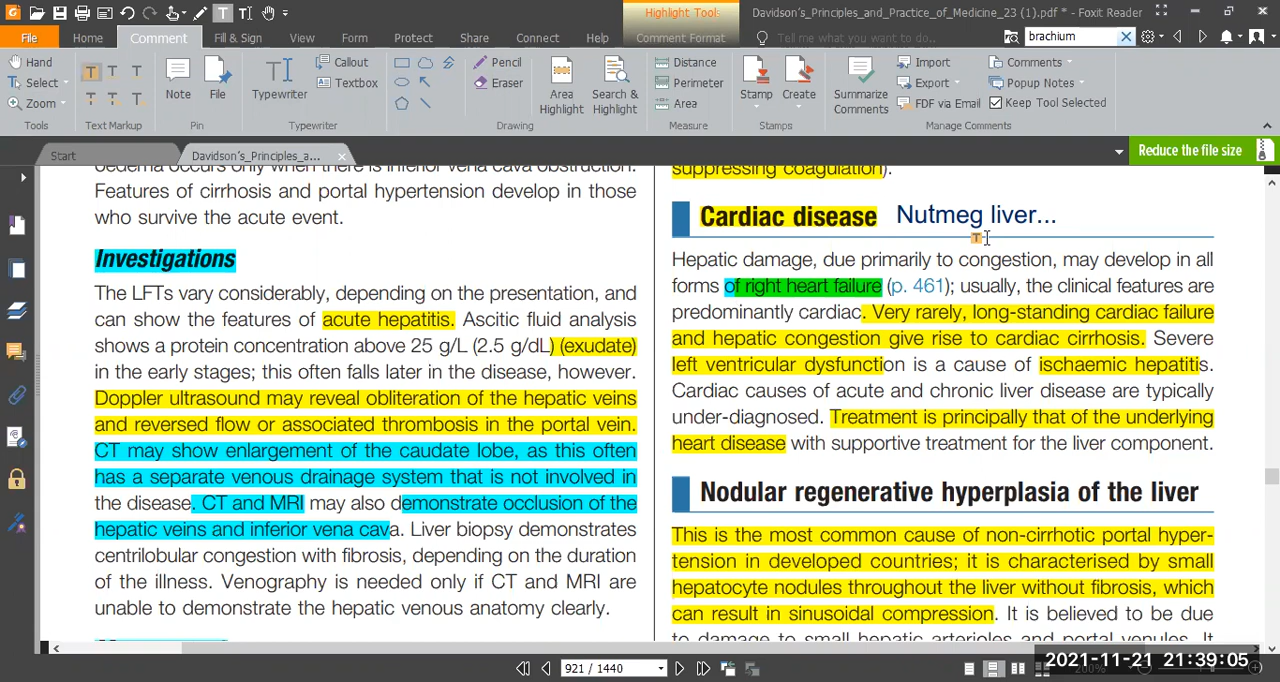 Highlight Tools
Davidson's_Principles_and_Practice_of_Medicine_23 (1).pdf * - Foxit Reader
File Home Comment Fill & Sign View Form Protect Share Connect Help Comment Format Tell me what you want to do.. brachium
Hand
Select
Zoom
Tools
Text Markup
Note
File
Pin
Typewriter
Callout
Textbox
Typewriter
Pencil
Eraser
Drawing
Area Highlight
Search & Highlight
Distance
Perimeter
Area
Measure
Stamp
Create
Stamps
Summarize Comments
Import
Export
FDF via Email
Comments
Popup Notes
Keep Tool Selected
Manage Comments
Start Davidson's_Principles_a... Reduce the file size
oedema occurs only when there is inferior vena cava obstruction.
Features of cirrhosis and portal hypertension develop in those
who survive the acute event.
Investigations
The LFTs vary considerably, depending on the presentation, and
can show the features of acute hepatitis. Ascitic fluid analysis
shows a protein concentration above 25 g/L (2.5 g/dL) (exudate)
in the early stages; this often falls later in the disease, however.
Doppler ultrasound may reveal obliteration of the hepatic veins
and reversed flow or associated thrombosis in the portal vein.
CT may show enlargement of the caudate lobe, as this often
has a separate venous drainage system that is not involved in
the disease. CT and MRI may also demonstrate occlusion of the
hepatic veins and inferior vena cava. Liver biopsy demonstrates
centrilobular congestion with fibrosis, depending on the duration
of the illness. Venography is needed only if CT and MRI are
unable to demonstrate the hepatic venous anatomy clearly.
suppressing coagulation).
Cardiac disease Nutmeg liver...
Hepatic damage, due primarily to congestion, may develop in all
forms of right heart failure (p. 461); usually, the clinical features are
predominantly cardiac. Very rarely, long-standing cardiac failure
and hepatic congestion give rise to cardiac cirrhosis. Severe
left ventricular dysfunction is a cause of ischaemic hepatitis.
Cardiac causes of acute and chronic liver disease are typically
under-diagnosed. Treatment is principally that of the underlying
heart disease with supportive treatment for the liver component.
Nodular regenerative hyperplasia of the liver
This is the most common cause of non-cirrhotic portal hyper-
tension in developed countries; it is characterised by small
hepatocyte nodules throughout the liver without fibrosis, which
can result in sinusoidal compression. It is believed to be due
to damage to small hepatic arterioles and portal venules. It
921 / 1440
200%
2021-11-21 21:39:05